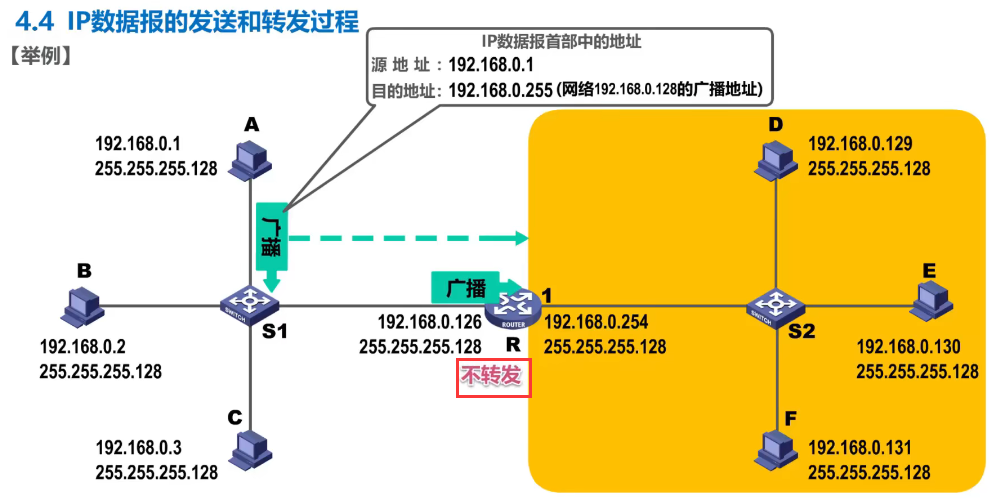 4.4 IP数据报的发送和转发过程
【举例】
IP数据报首部中的地址
源 地 址 : 192.168.0.1
目的地址: 192.168.0.255 (网络192.168.0.128的广播地址)
A
192.168.0.1
255.255.255.128
D
192.168.0.129
255.255.255.128
广播
B
192.168.0.2
255.255.255.128
SWITCH
S1
广播
192.168.0.126
255.255.255.128
ROUTER
R
不转发
1
192.168.0.254
255.255.255.128
SWITCH
S2
E
192.168.0.130
255.255.255.128
C
192.168.0.3
255.255.255.128
F
192.168.0.131
255.255.255.128